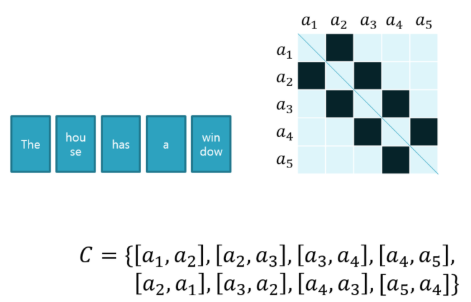 a₁ a₂ a₃ a₄ a₅
a₁
a₂
a₃
a₄
a₅
The
hou
se
has
a
win
dow
C = {[a₁, a₂], [a₂, a₃], [a₃, a₄], [a₄, a₅],
[a₂, a₁], [a₃, a₂], [a₄, a₃], [a₅, a₄]}